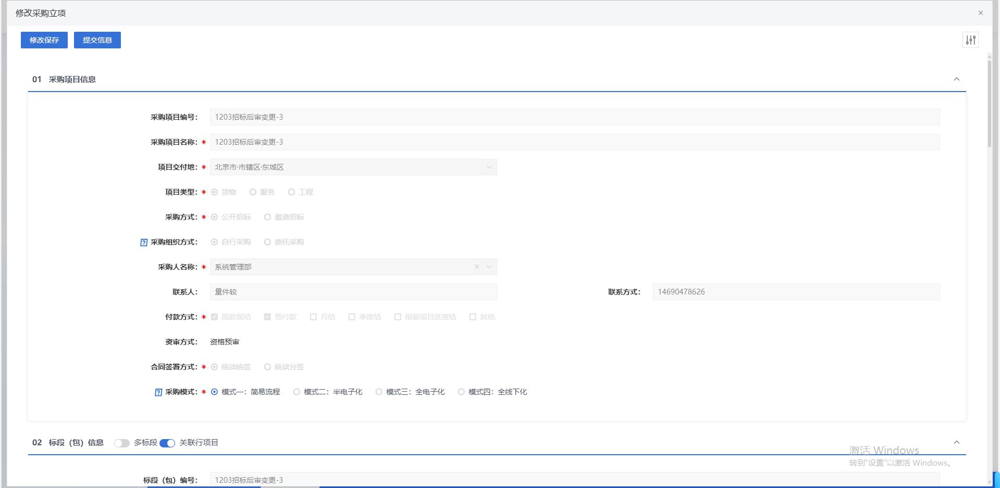 修改采购立项
修改保存 提交信息
01 采购项目信息
采购项目编号： 1203招标后审变更-3
采购项目名称：* 1203招标后审变更-3
项目交付地：* 北京市·市辖区·东城区
项目类型：* 货物 服务 工程
采购方式：* 公开招标 邀请招标
? 采购组织方式： 自行采购 委托采购
采购人名称：* 系统管理部
联系人： 量件较 联系方式： 14690478626
付款方式：* 现款现结 预付款 月结 季度结 根据项目进度结 其他
资审方式： 资格预审
合同签署方式：* 统谈统签 统谈分签
? 采购模式：* 模式一：简易流程 模式二：半电子化 模式三：全电子化 模式四：全线下化
02 标段（包）信息 多标段 关联行项目
激活 Windows
转到“设置”以激活 Windows。
标段（包）编号： 1203招标后审变更-3